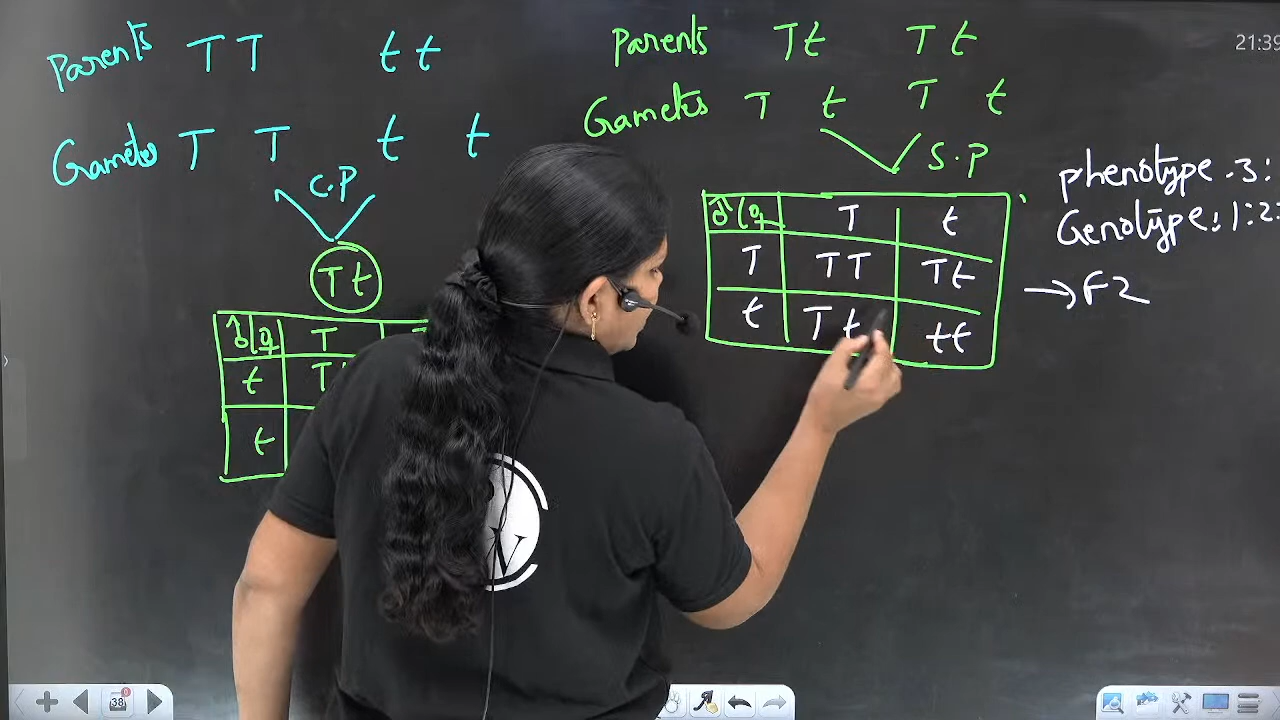 Parents TT tt
Gametes T T t t
C.P
Tt
♂|♀ T
t T
t
Parents Tt Tt
Gametes T t T t
S.P
♂|♀ T t
T TT Tt
t Tt tt
phenotype . 3:
Genotype : 1:2:
→ F2
21:39
38